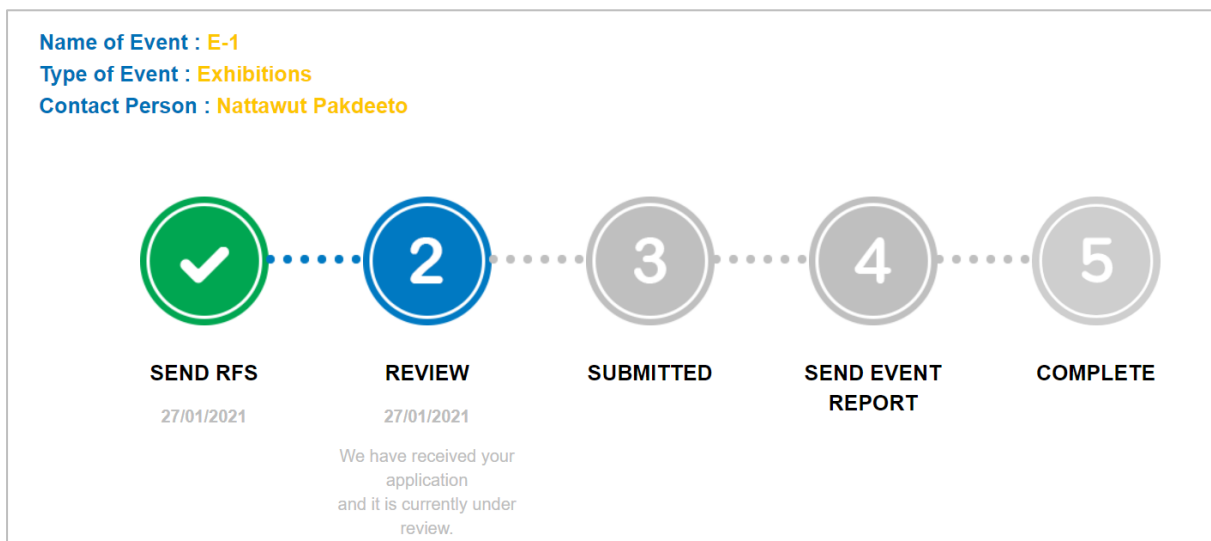 Name of Event : E-1
Type of Event : Exhibitions
Contact Person : Nattawut Pakdeeto
2
3
4
5
SEND RFS
REVIEW
SUBMITTED
SEND EVENT
REPORT
COMPLETE
27/01/2021
27/01/2021
We have received your
application
and it is currently under
review.